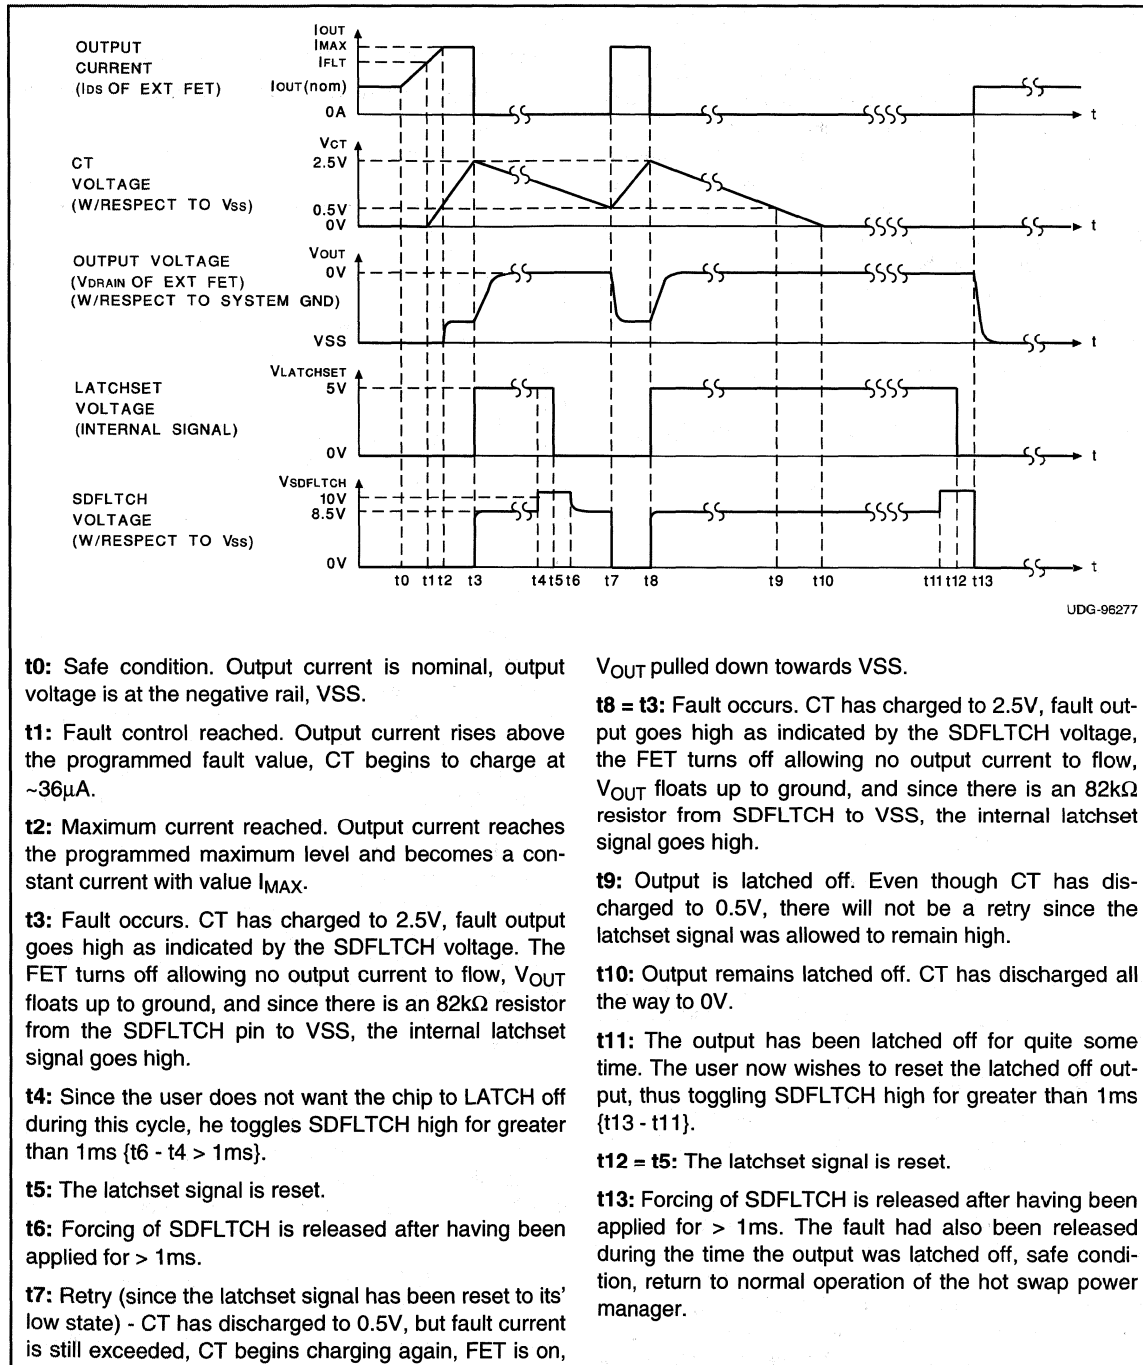 OUTPUT
CURRENT
(IDS OF EXT FET)
IOUT
IMAX
IFLT
IOUT(nom)
0A
t
CT
VOLTAGE
(W/RESPECT TO VSS)
VCT
2.5V
0.5V
0V
t
OUTPUT VOLTAGE
(VDRAIN OF EXT FET)
(W/RESPECT TO SYSTEM GND)
VOUT
0V
VSS
t
LATCHSET
VOLTAGE
(INTERNAL SIGNAL)
VLATCHSET
5V
0V
t
SDFLTCH
VOLTAGE
(W/RESPECT TO VSS)
VSDFLTCH
10V
8.5V
0V
t
t0 t1 t2 t3 t4 t5 t6 t7 t8 t9 t10 t11 t12 t13
UDG-96277
t0: Safe condition. Output current is nominal, output
voltage is at the negative rail, VSS.
t1: Fault control reached. Output current rises above
the programmed fault value, CT begins to charge at
~36µA.
t2: Maximum current reached. Output current reaches
the programmed maximum level and becomes a con-
stant current with value IMAX.
t3: Fault occurs. CT has charged to 2.5V, fault output
goes high as indicated by the SDFLTCH voltage. The
FET turns off allowing no output current to flow, VOUT
floats up to ground, and since there is an 82kΩ resistor
from the SDFLTCH pin to VSS, the internal latchset
signal goes high.
t4: Since the user does not want the chip to LATCH off
during this cycle, he toggles SDFLTCH high for greater
than 1ms {t6 - t4 > 1ms}.
t5: The latchset signal is reset.
t6: Forcing of SDFLTCH is released after having been
applied for > 1ms.
t7: Retry (since the latchset signal has been reset to its'
low state) - CT has discharged to 0.5V, but fault current
is still exceeded, CT begins charging again, FET is on,
VOUT pulled down towards VSS.
t8 = t3: Fault occurs. CT has charged to 2.5V, fault out-
put goes high as indicated by the SDFLTCH voltage,
the FET turns off allowing no output current to flow,
VOUT floats up to ground, and since there is an 82kΩ
resistor from SDFLTCH to VSS, the internal latchset
signal goes high.
t9: Output is latched off. Even though CT has dis-
charged to 0.5V, there will not be a retry since the
latchset signal was allowed to remain high.
t10: Output remains latched off. CT has discharged all
the way to 0V.
t11: The output has been latched off for quite some
time. The user now wishes to reset the latched off out-
put, thus toggling SDFLTCH high for greater than 1ms
{t13 - t11}.
t12 = t5: The latchset signal is reset.
t13: Forcing of SDFLTCH is released after having been
applied for > 1ms. The fault had also been released
during the time the output was latched off, safe condi-
tion, return to normal operation of the hot swap power
manager.